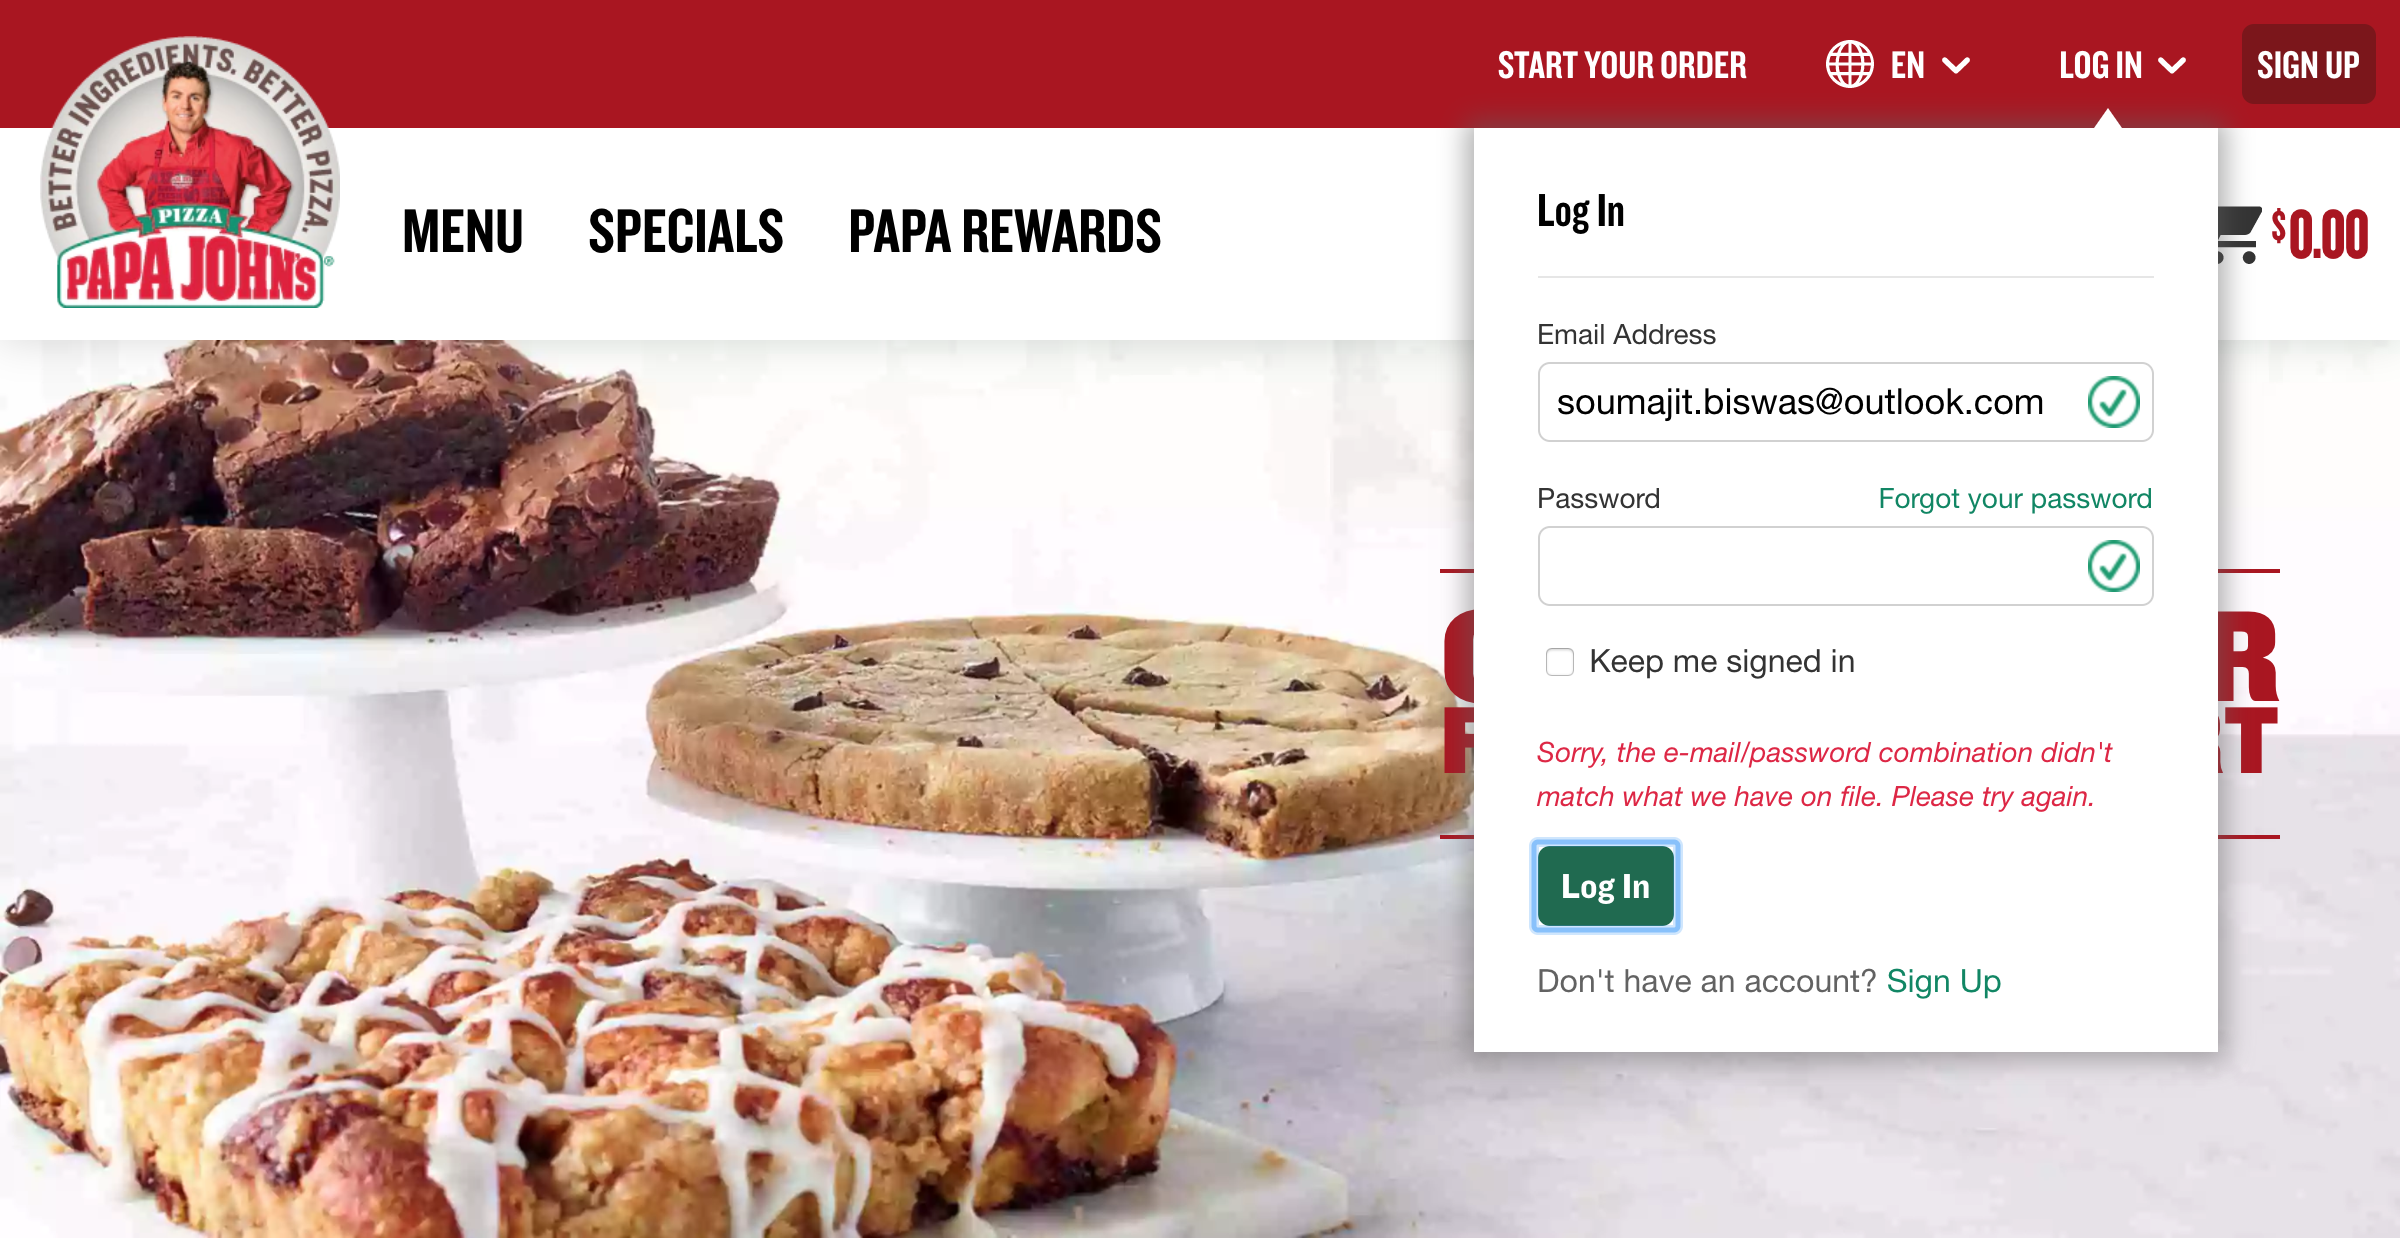 BETTER INGREDIENTS. BETTER PIZZA.
PIZZA
PAPA JOHN'S®
START YOUR ORDER
EN
LOG IN
SIGN UP
MENU
SPECIALS
PAPA REWARDS
$0.00
Log In
Email Address
soumajit.biswas@outlook.com
Password
Forgot your password
Keep me signed in
Sorry, the e-mail/password combination didn't
match what we have on file. Please try again.
Log In
Don't have an account? Sign Up